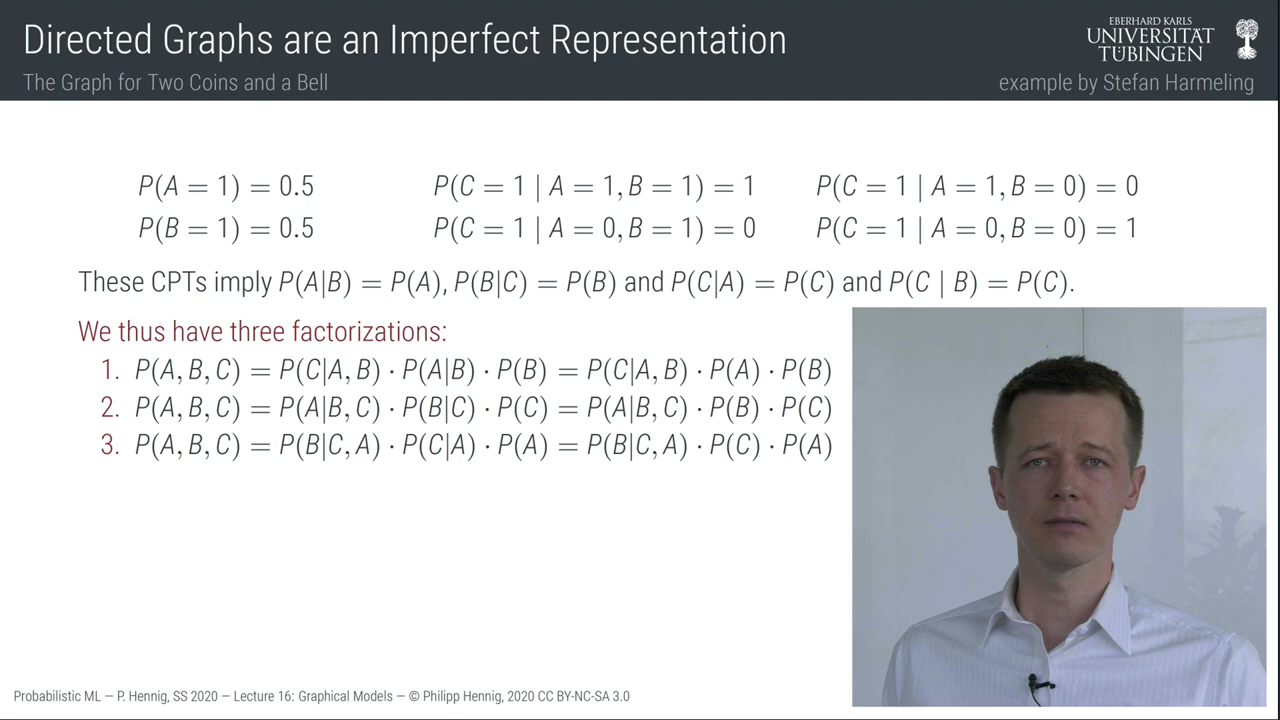 Directed Graphs are an Imperfect Representation
The Graph for Two Coins and a Bell
EBERHARD KARLS
UNIVERSITÄT
TÜBINGEN
example by Stefan Harmeling
P(A = 1) = 0.5 P(C = 1 | A = 1, B = 1) = 1 P(C = 1 | A = 1, B = 0) = 0
P(B = 1) = 0.5 P(C = 1 | A = 0, B = 1) = 0 P(C = 1 | A = 0, B = 0) = 1
These CPTs imply P(A|B) = P(A), P(B|C) = P(B) and P(C|A) = P(C) and P(C | B) = P(C).
We thus have three factorizations:
1. P(A, B, C) = P(C|A, B) · P(A|B) · P(B) = P(C|A, B) · P(A) · P(B)
2. P(A, B, C) = P(A|B, C) · P(B|C) · P(C) = P(A|B, C) · P(B) · P(C)
3. P(A, B, C) = P(B|C, A) · P(C|A) · P(A) = P(B|C, A) · P(C) · P(A)
Probabilistic ML — P. Hennig, SS 2020 — Lecture 16: Graphical Models — © Philipp Hennig, 2020 CC BY-NC-SA 3.0